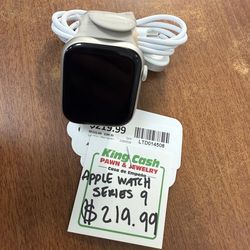 $219.99
LTD014508
King Cash
PAWN & JEWELRY
Casa de Empeño
APPLE WATCH
SERIES 9
$219.99